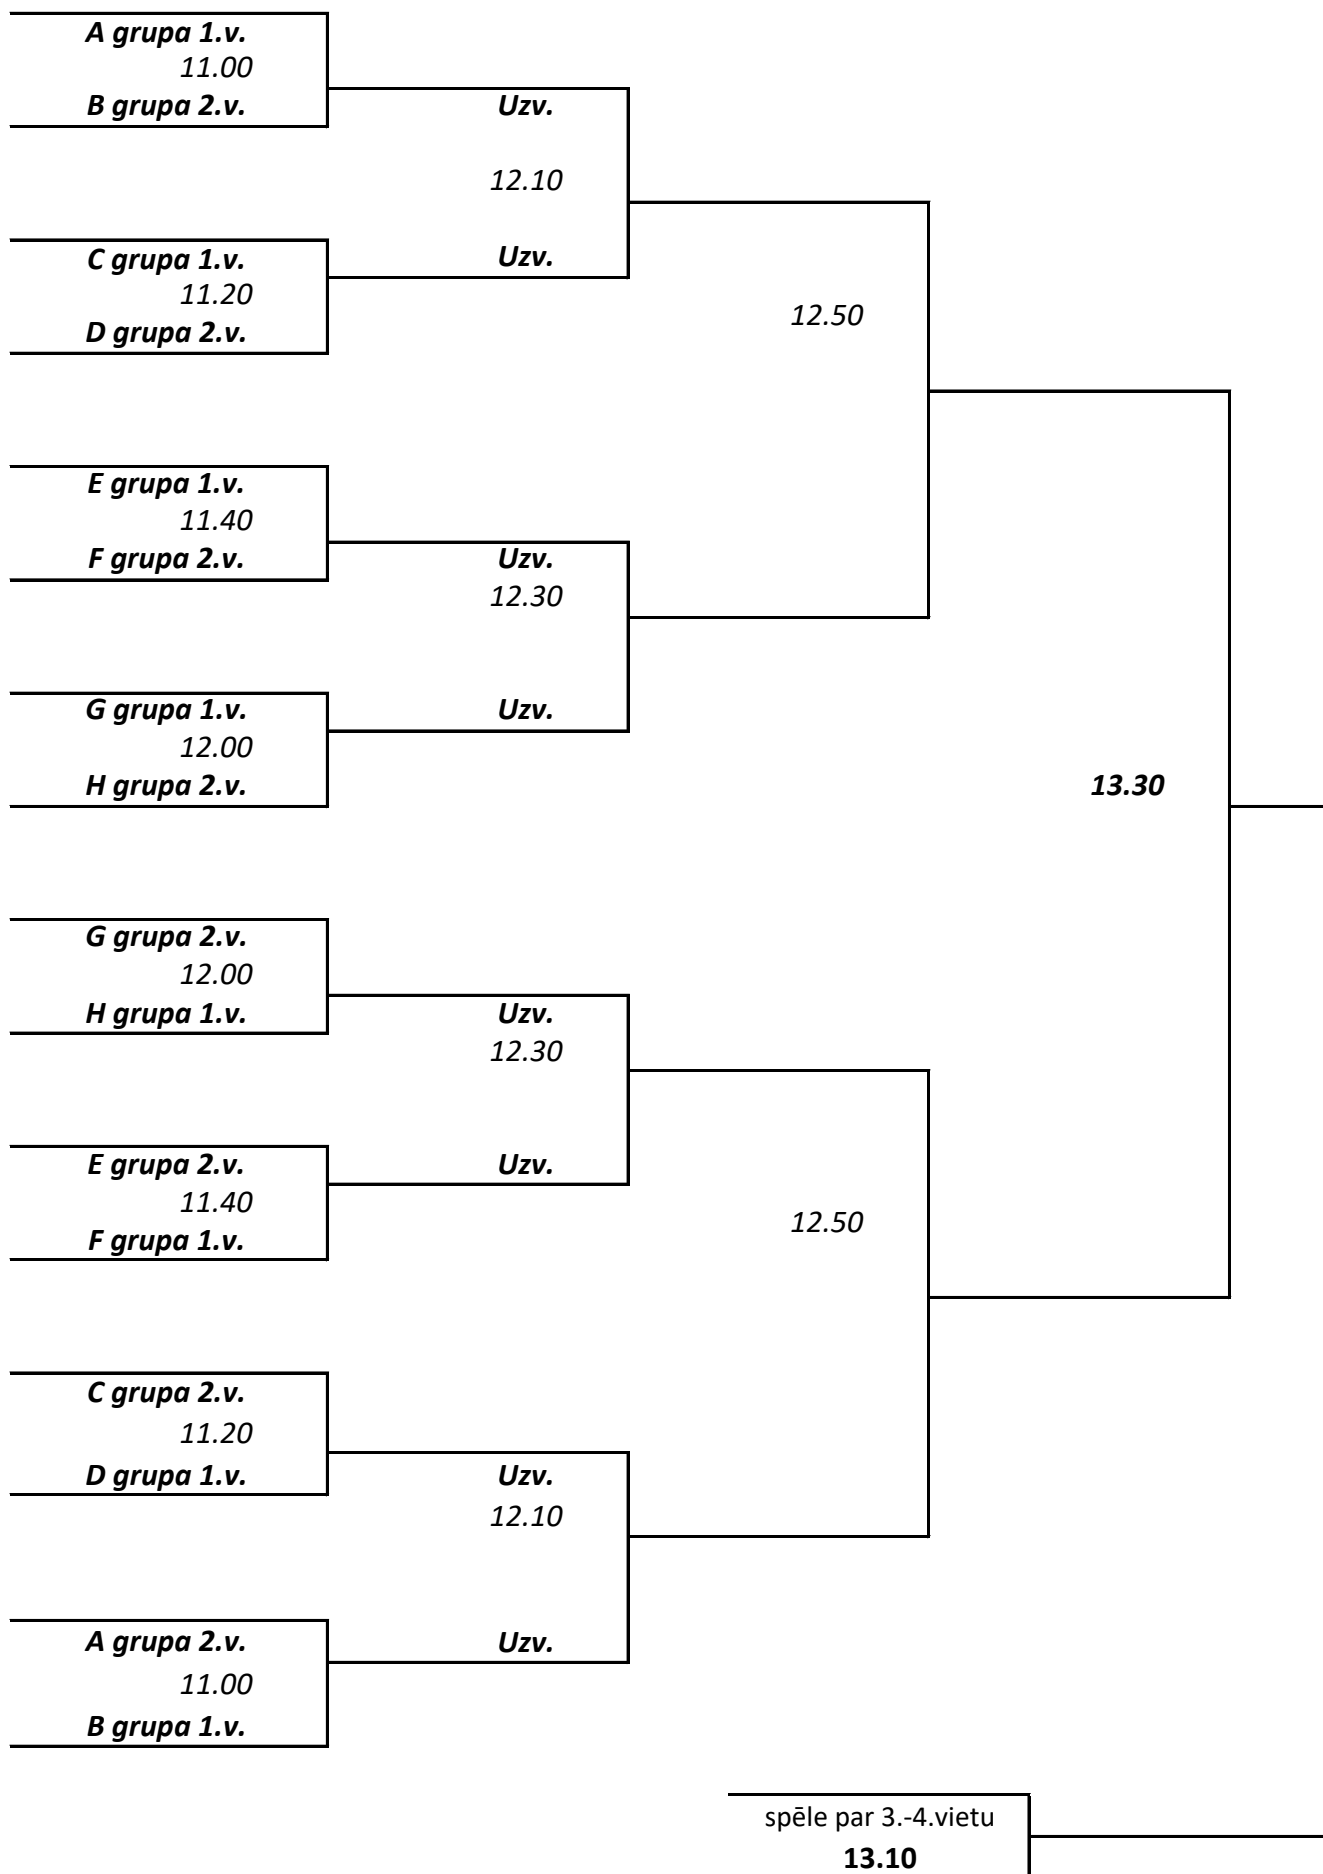 A grupa 1.v.
11.00
B grupa 2.v.
Uzv.
12.10
C grupa 1.v.
Uzv.
11.20
12.50
D grupa 2.v.
E grupa 1.v.
11.40
F grupa 2.v.
Uzv.
12.30
G grupa 1.v.
Uzv.
12.00
H grupa 2.v.
13.30
G grupa 2.v.
12.00
H grupa 1.v.
Uzv.
12.30
E grupa 2.v.
Uzv.
11.40
12.50
F grupa 1.v.
C grupa 2.v.
11.20
D grupa 1.v.
Uzv.
12.10
A grupa 2.v.
Uzv.
11.00
B grupa 1.v.
spēle par 3.-4.vietu
13.10